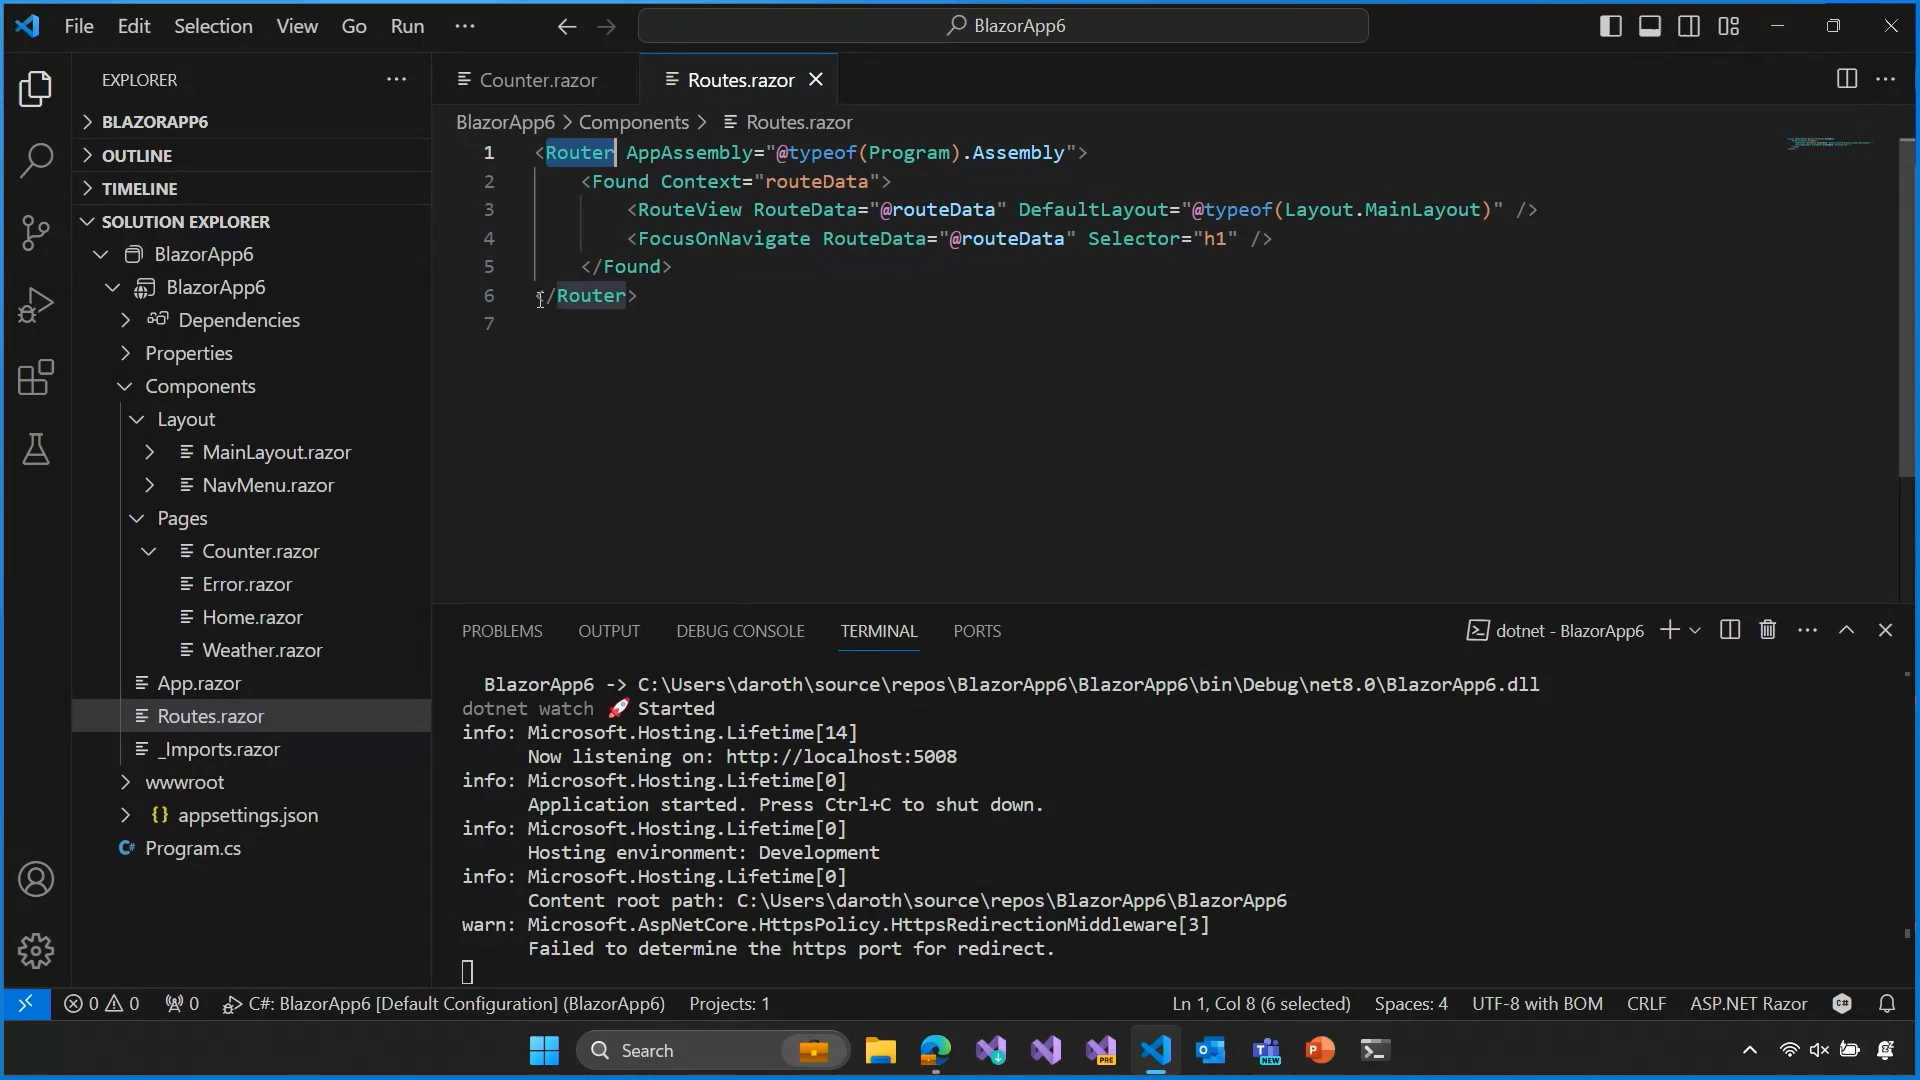 File Edit Selection View Go Run ... BlazorApp6
EXPLORER
BLAZORAPP6
OUTLINE
TIMELINE
SOLUTION EXPLORER
BlazorApp6
BlazorApp6
Dependencies
Properties
Components
Layout
MainLayout.razor
NavMenu.razor
Pages
Counter.razor
Error.razor
Home.razor
Weather.razor
App.razor
Routes.razor
_Imports.razor
wwwroot
{} appsettings.json
C# Program.cs
Counter.razor Routes.razor
BlazorApp6 > Components > Routes.razor
1 <Router AppAssembly="@typeof(Program).Assembly">
2 <Found Context="routeData">
3 <RouteView RouteData="@routeData" DefaultLayout="@typeof(Layout.MainLayout)" />
4 <FocusOnNavigate RouteData="@routeData" Selector="h1" />
5 </Found>
6 </Router>
7
PROBLEMS OUTPUT DEBUG CONSOLE TERMINAL PORTS dotnet - BlazorApp6
BlazorApp6 -> C:\Users\daroth\source\repos\BlazorApp6\BlazorApp6\bin\Debug\net8.0\BlazorApp6.dll
dotnet watch 🚀 Started
info: Microsoft.Hosting.Lifetime[14]
Now listening on: http://localhost:5008
info: Microsoft.Hosting.Lifetime[0]
Application started. Press Ctrl+C to shut down.
info: Microsoft.Hosting.Lifetime[0]
Hosting environment: Development
info: Microsoft.Hosting.Lifetime[0]
Content root path: C:\Users\daroth\source\repos\BlazorApp6\BlazorApp6
warn: Microsoft.AspNetCore.HttpsPolicy.HttpsRedirectionMiddleware[3]
Failed to determine the https port for redirect.
0 0 0 C#: BlazorApp6 [Default Configuration] (BlazorApp6) Projects: 1 Ln 1, Col 8 (6 selected) Spaces: 4 UTF-8 with BOM CRLF ASP.NET Razor
Search PRE NEW